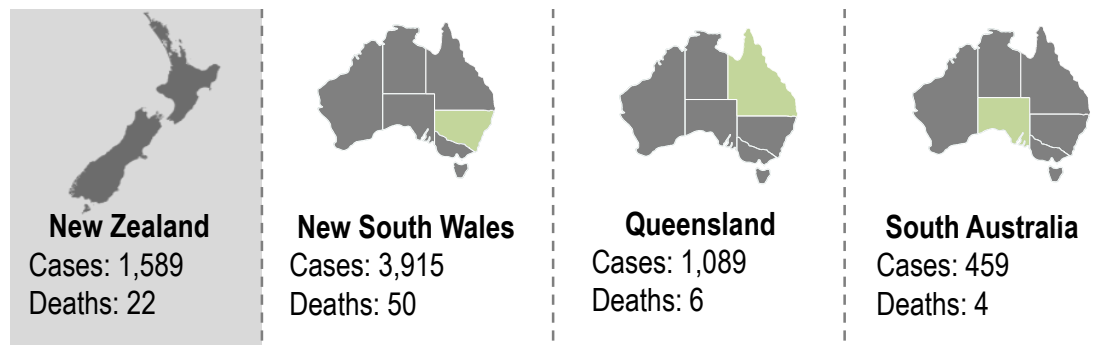 New Zealand
Cases: 1,589
Deaths: 22
New South Wales
Cases: 3,915
Deaths: 50
Queensland
Cases: 1,089
Deaths: 6
South Australia
Cases: 459
Deaths: 4